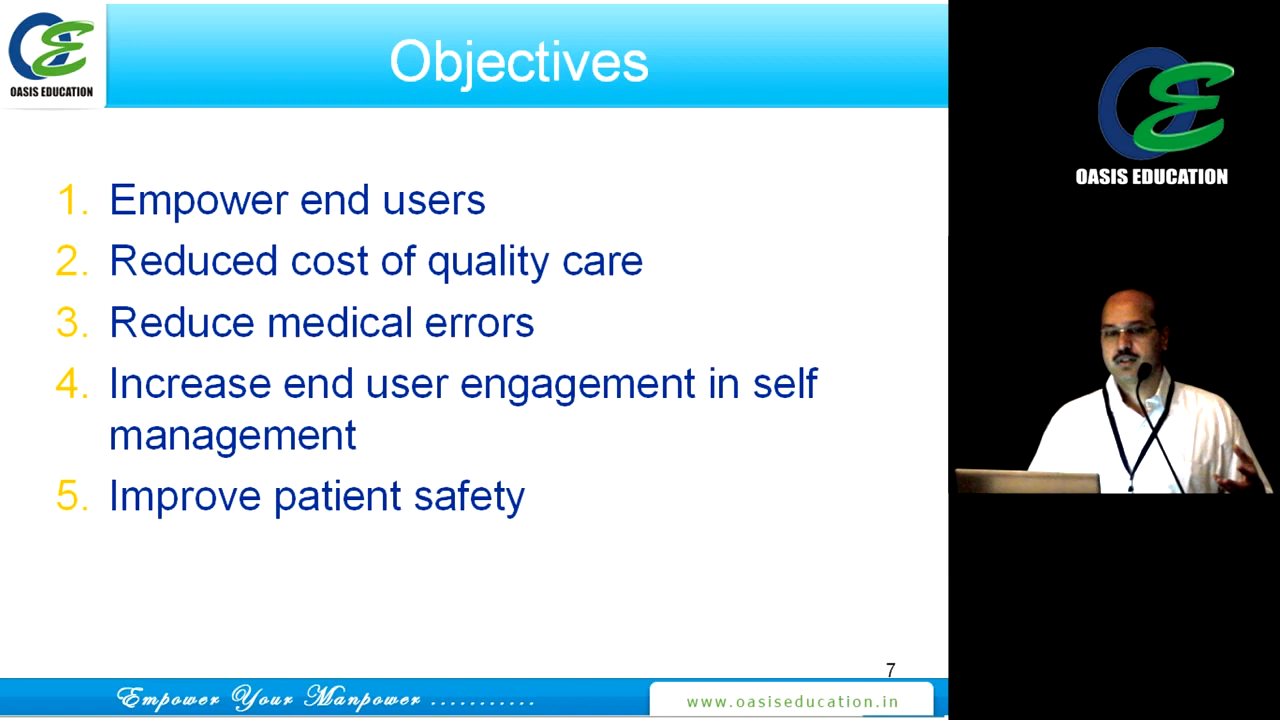 OASIS EDUCATION
Objectives
OASIS EDUCATION
1. Empower end users
2. Reduced cost of quality care
3. Reduce medical errors
4. Increase end user engagement in self
management
5. Improve patient safety
7
Empower Your Manpower ...........
www.oasiseducation.in